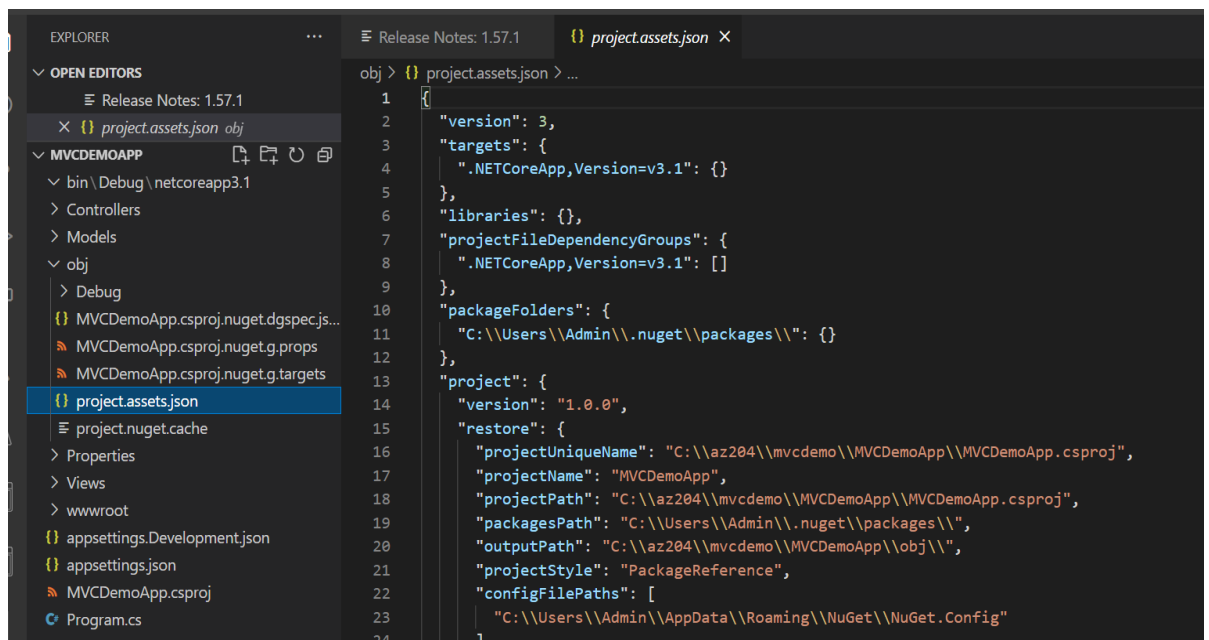 EXPLORER ...
OPEN EDITORS
Release Notes: 1.57.1
{} project.assets.json obj
MVCDEMOAPP
bin\Debug\netcoreapp3.1
Controllers
Models
obj
Debug
{} MVCDemoApp.csproj.nuget.dgspec.js...
MVCDemoApp.csproj.nuget.g.props
MVCDemoApp.csproj.nuget.g.targets
{} project.assets.json
project.nuget.cache
Properties
Views
wwwroot
{} appsettings.Development.json
{} appsettings.json
MVCDemoApp.csproj
Program.cs
Release Notes: 1.57.1 {} project.assets.json
obj > {} project.assets.json > ...
1 {
2 "version": 3,
3 "targets": {
4 ".NETCoreApp,Version=v3.1": {}
5 },
6 "libraries": {},
7 "projectFileDependencyGroups": {
8 ".NETCoreApp,Version=v3.1": []
9 },
10 "packageFolders": {
11 "C:\\Users\\Admin\\.nuget\\packages\\": {}
12 },
13 "project": {
14 "version": "1.0.0",
15 "restore": {
16 "projectUniqueName": "C:\\az204\\mvcdemo\\MVCDemoApp\\MVCDemoApp.csproj",
17 "projectName": "MVCDemoApp",
18 "projectPath": "C:\\az204\\mvcdemo\\MVCDemoApp\\MVCDemoApp.csproj",
19 "packagesPath": "C:\\Users\\Admin\\.nuget\\packages\\",
20 "outputPath": "C:\\az204\\mvcdemo\\MVCDemoApp\\obj\\",
21 "projectStyle": "PackageReference",
22 "configFilePaths": [
23 "C:\\Users\\Admin\\AppData\\Roaming\\NuGet\\NuGet.Config"